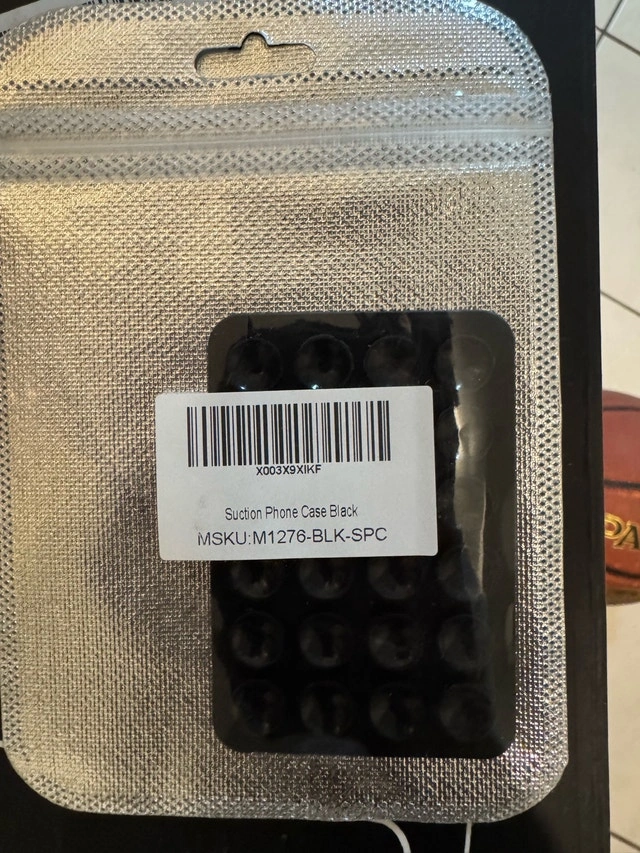 X003X9XIKF
Suction Phone Case Black
MSKU:M1276-BLK-SPC